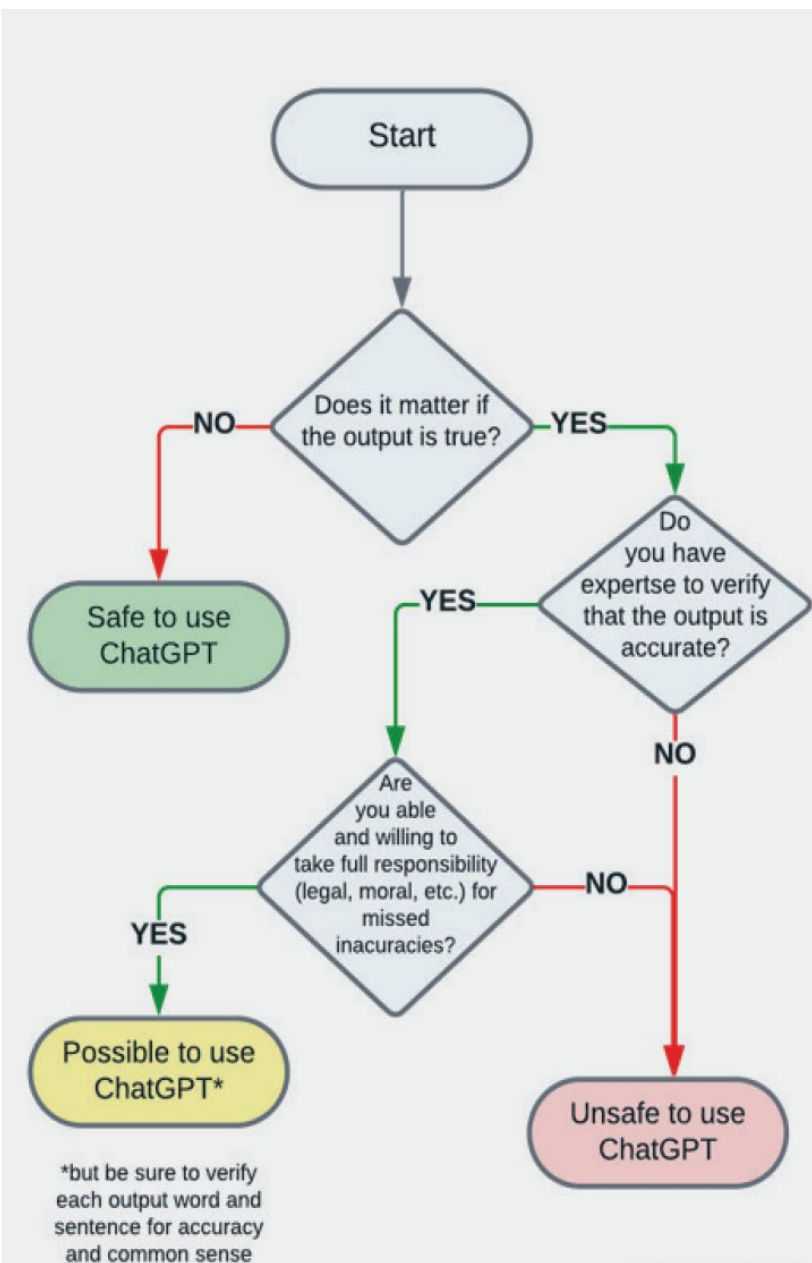 Start
Does it matter if
the output is true?
NO
YES
Do
you have
expertse to verify
that the output is
accurate?
Safe to use
ChatGPT
YES
NO
Are
you able
and willing to
take full responsibility
(legal, moral, etc.) for
missed
inacuracies?
NO
YES
Possible to use
ChatGPT*
Unsafe to use
ChatGPT
*but be sure to verify
each output word and
sentence for accuracy
and common sense